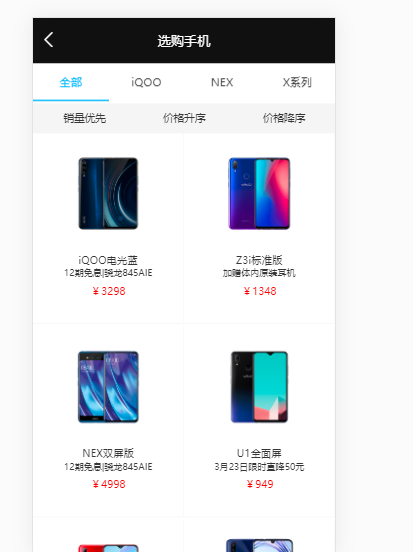 选购手机
全部 iQOO NEX X系列
销量优先 价格升序 价格降序
iQOO电光蓝
12期免息|骁龙845AIE
¥ 3298
Z3i标准版
加赠体内原装耳机
¥ 1348
NEX双屏版
12期免息|骁龙845AIE
¥ 4998
U1全面屏
3月23日限时直降50元
¥ 949